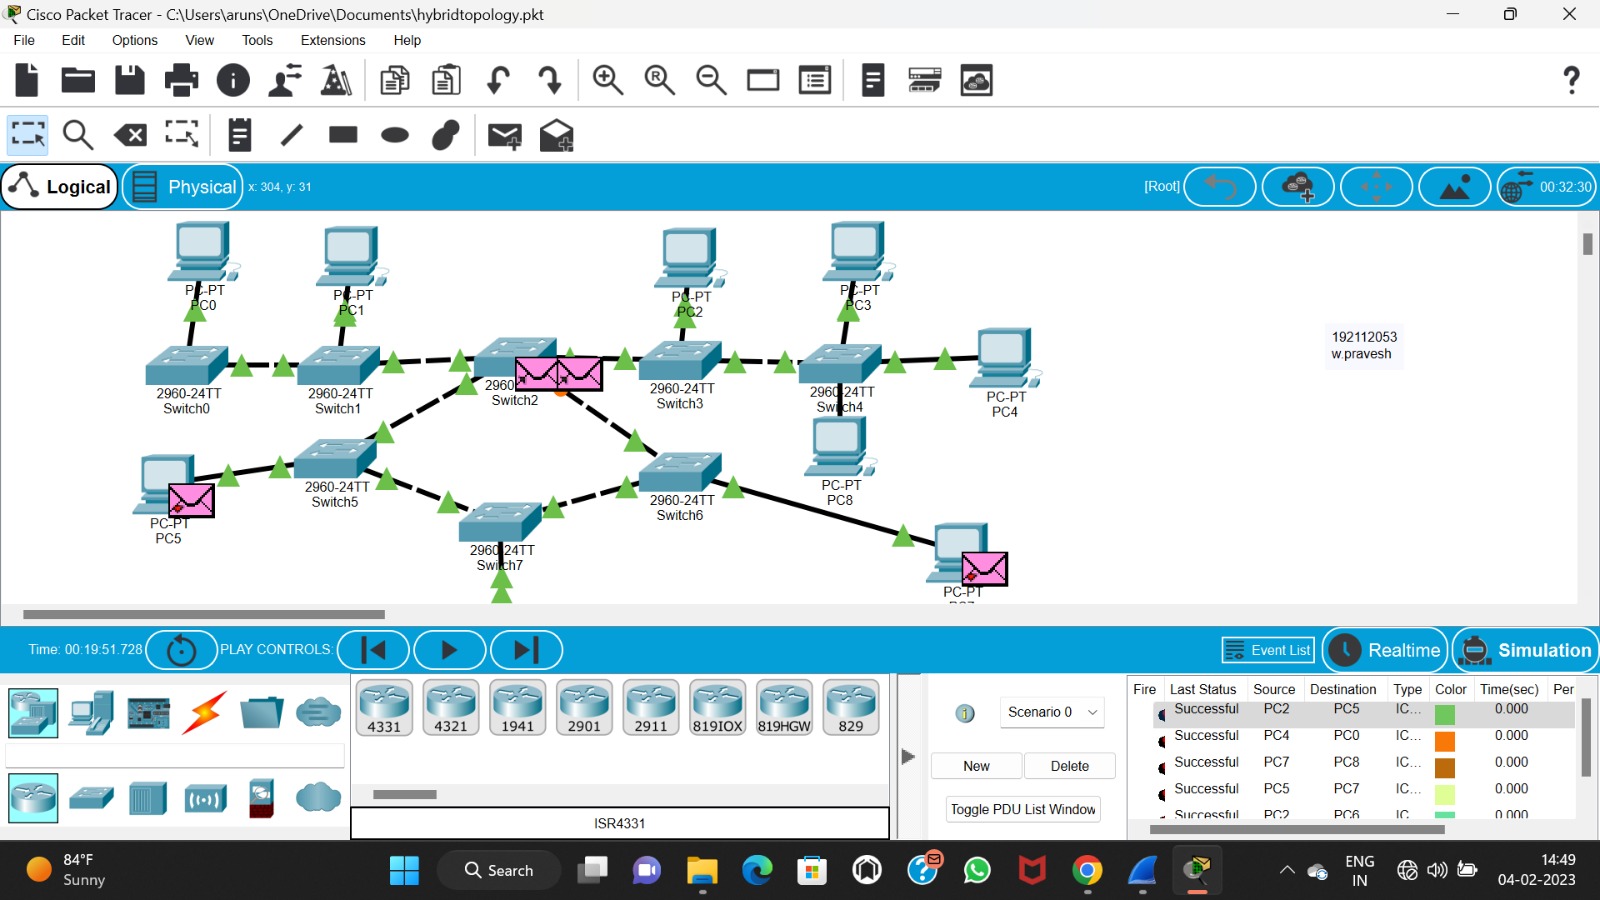 Cisco Packet Tracer - C:\Users\aruns\OneDrive\Documents\hybridtopology.pkt
File Edit Options View Tools Extensions Help
Logical Physical x: 304, y: 31 [Root] 00:32:30
PC-PT
PC0
PC-PT
PC1
PC-PT
PC2
PC-PT
PC3
2960-24TT
Switch0
2960-24TT
Switch1
2960
Switch2
2960-24TT
Switch3
2960-24TT
Switch4
PC-PT
PC4
192112053
w.pravesh
PC-PT
PC5
2960-24TT
Switch5
2960-24TT
Switch7
2960-24TT
Switch6
PC-PT
PC8
PC-PT
Time: 00:19:51.728 PLAY CONTROLS: Event List Realtime Simulation
4331 4321 1941 2901 2911 819IOX 819HGW 829
ISR4331
Scenario 0
New Delete
Toggle PDU List Window
Fire Last Status Source Destination Type Color Time(sec) Per
Successful PC2 PC5 IC... 0.000
Successful PC4 PC0 IC... 0.000
Successful PC7 PC8 IC... 0.000
Successful PC5 PC7 IC... 0.000
Successful PC2 PC6 IC 0.000
84°F
Sunny
Search
ENG
IN
14:49
04-02-2023